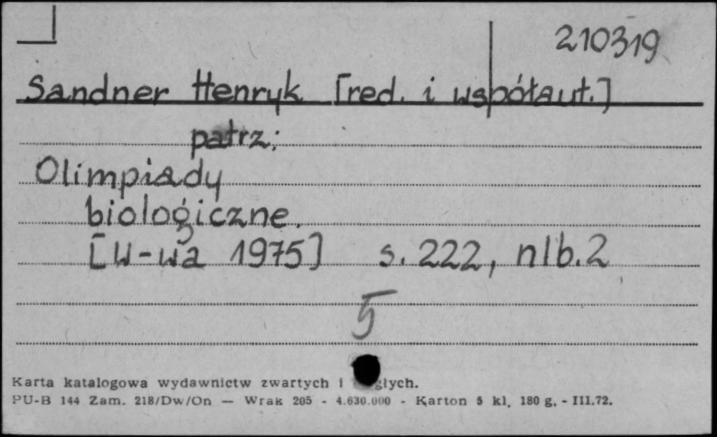 210319
Sandner Henryk [red. i współaut.]
patrz:
Olimpiady
biologiczne.
[W-wa 1975] s. 222, nlb. 2
5
Karta katalogowa wydawnictw zwartych i
PU-B 144 Zam. 218/Dw/On — Wrak 205 - 4.630.000 - Karton 5 kl, 180 g, - III.72.